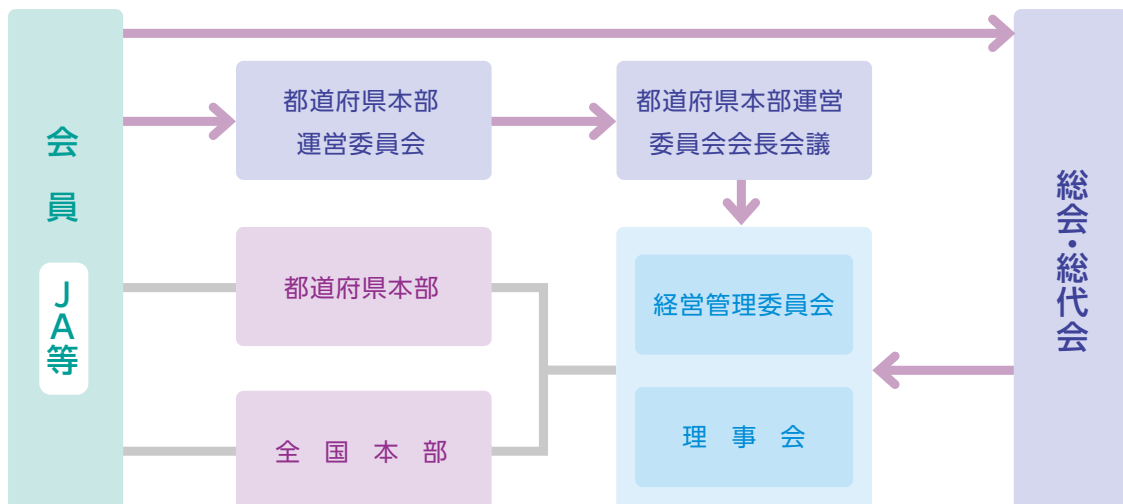 会員
JA等
都道府県本部
運営委員会
都道府県本部運営
委員会会長会議
都道府県本部
全国本部
経営管理委員会
理事会
総会・総代会